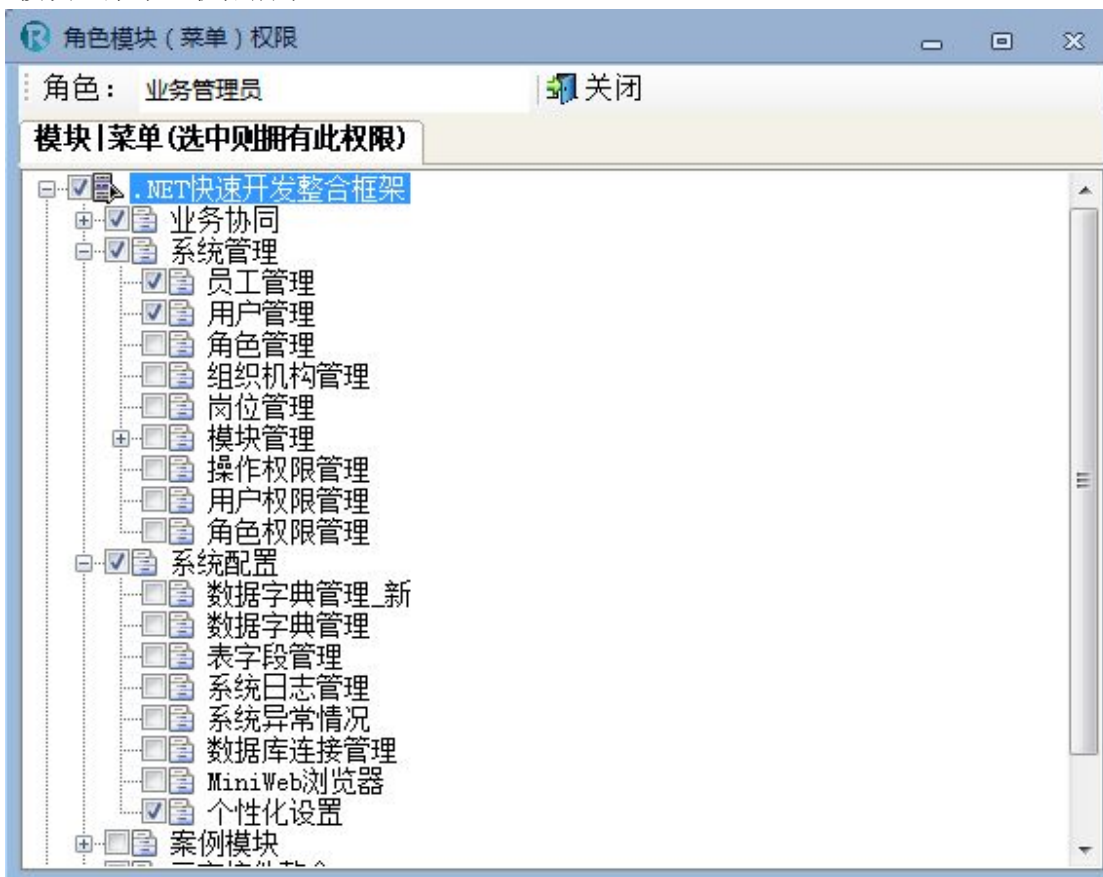 角色模块(菜单)权限
角色: 业务管理员 关闭
模块|菜单(选中则拥有此权限)
.NET快速开发整合框架
业务协同
系统管理
员工管理
用户管理
角色管理
组织机构管理
岗位管理
模块管理
操作权限管理
用户权限管理
角色权限管理
系统配置
数据字典管理_新
数据字典管理
表字段管理
系统日志管理
系统异常情况
数据库连接管理
MiniWeb浏览器
个性化设置
案例模块